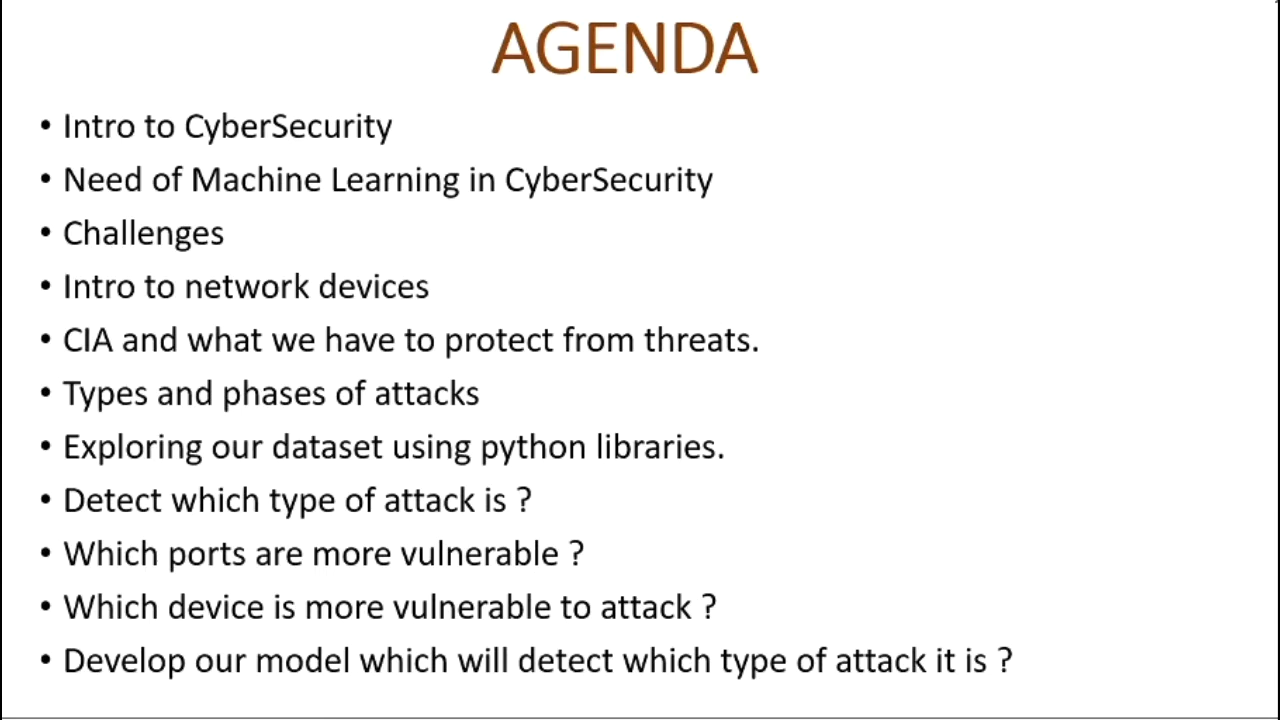 AGENDA
• Intro to CyberSecurity
• Need of Machine Learning in CyberSecurity
• Challenges
• Intro to network devices
• CIA and what we have to protect from threats.
• Types and phases of attacks
• Exploring our dataset using python libraries.
• Detect which type of attack is ?
• Which ports are more vulnerable ?
• Which device is more vulnerable to attack ?
• Develop our model which will detect which type of attack it is ?